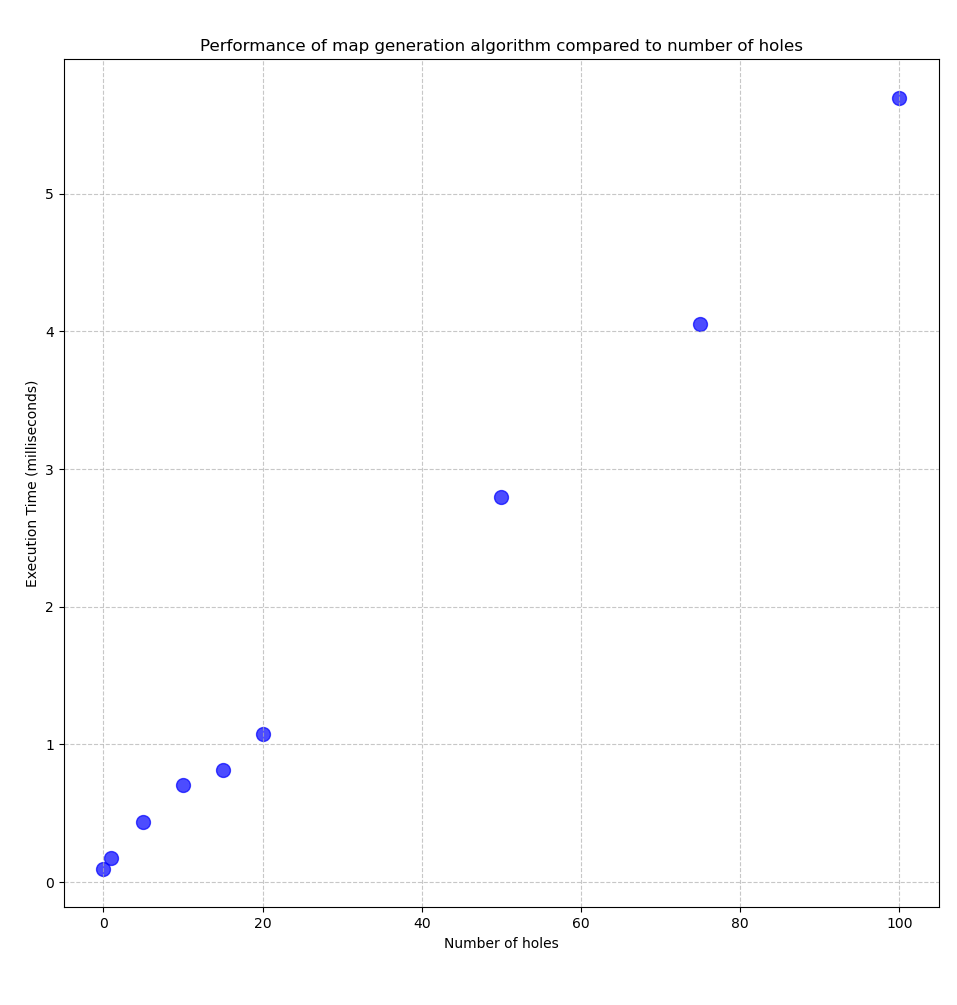 Performance of map generation algorithm compared to number of holes
Execution Time (milliseconds)
5
4
3
2
1
0
0 20 40 60 80 100
Number of holes